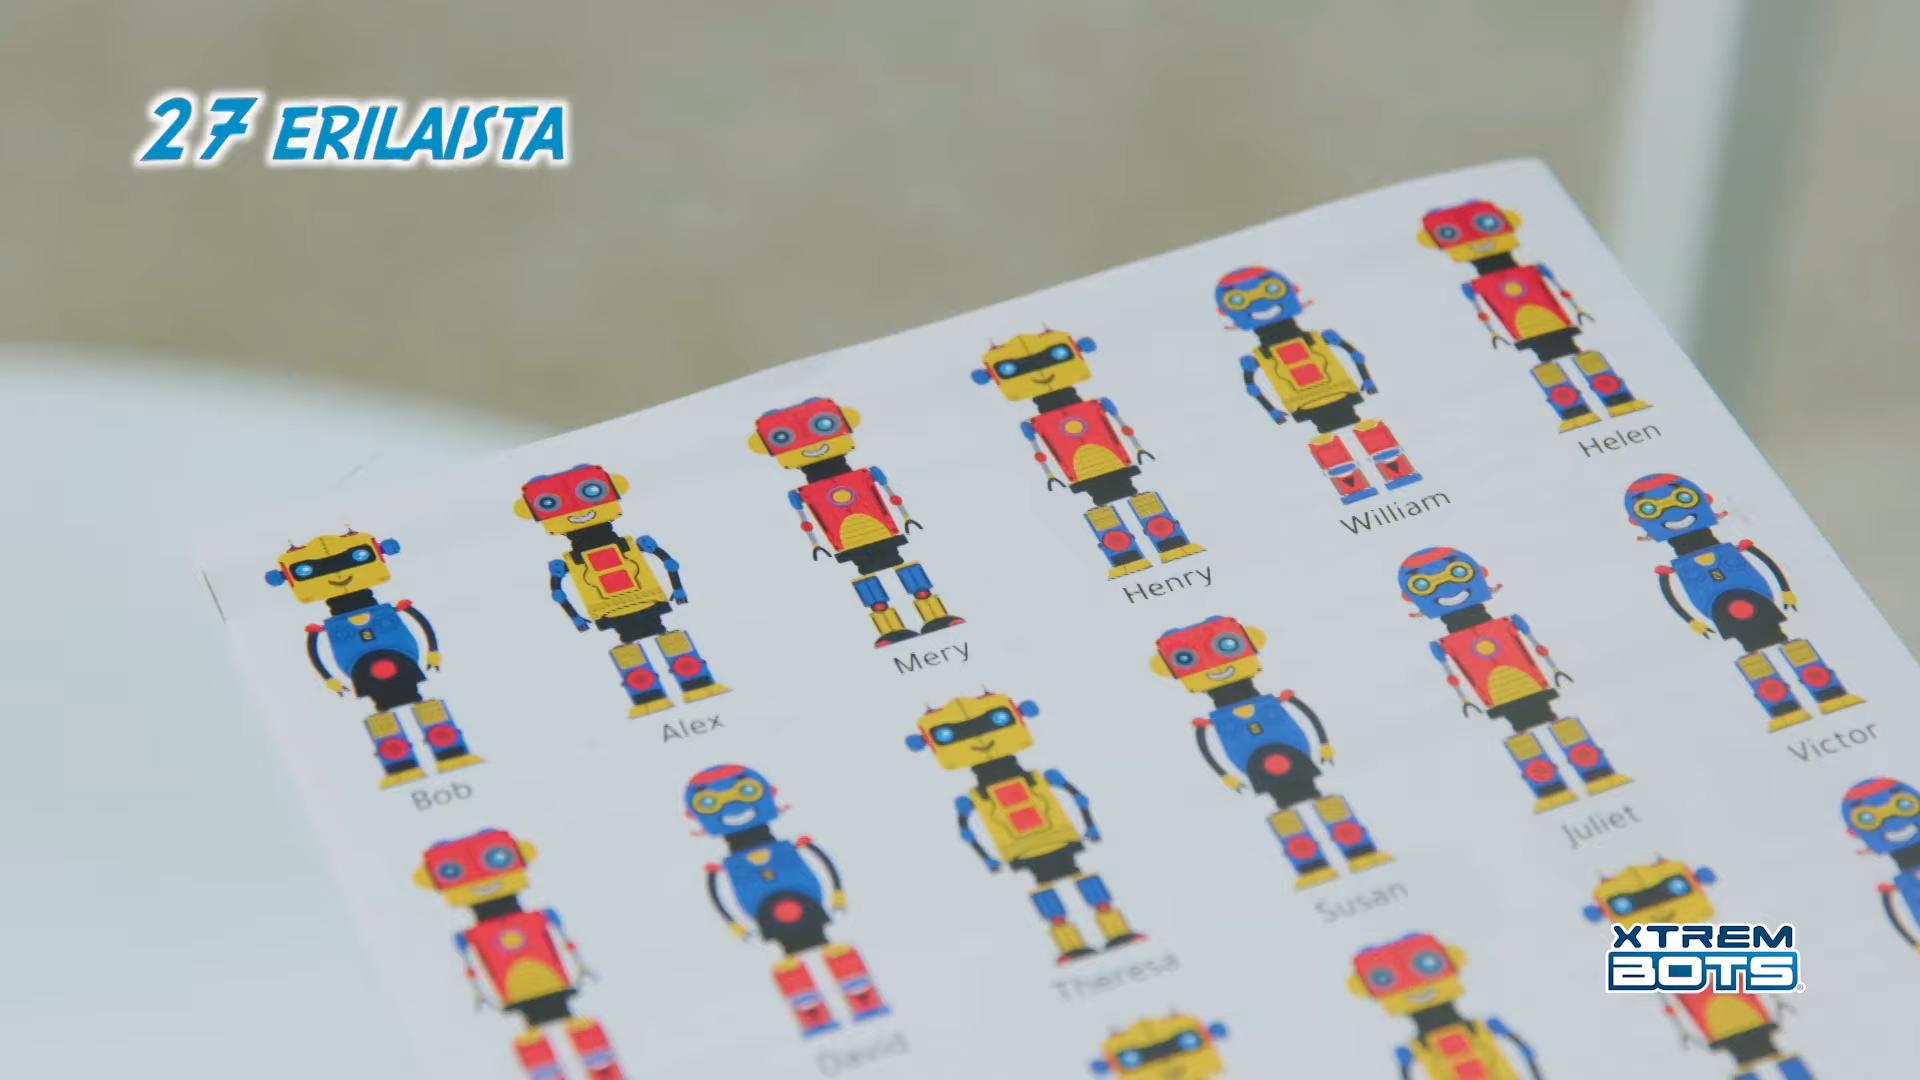 27 ERILAISTA
Helen
William
Henry
Mery
Alex
Bob
Victor
Juliet
Susan
Theresa
David
XTREM
BOTS®